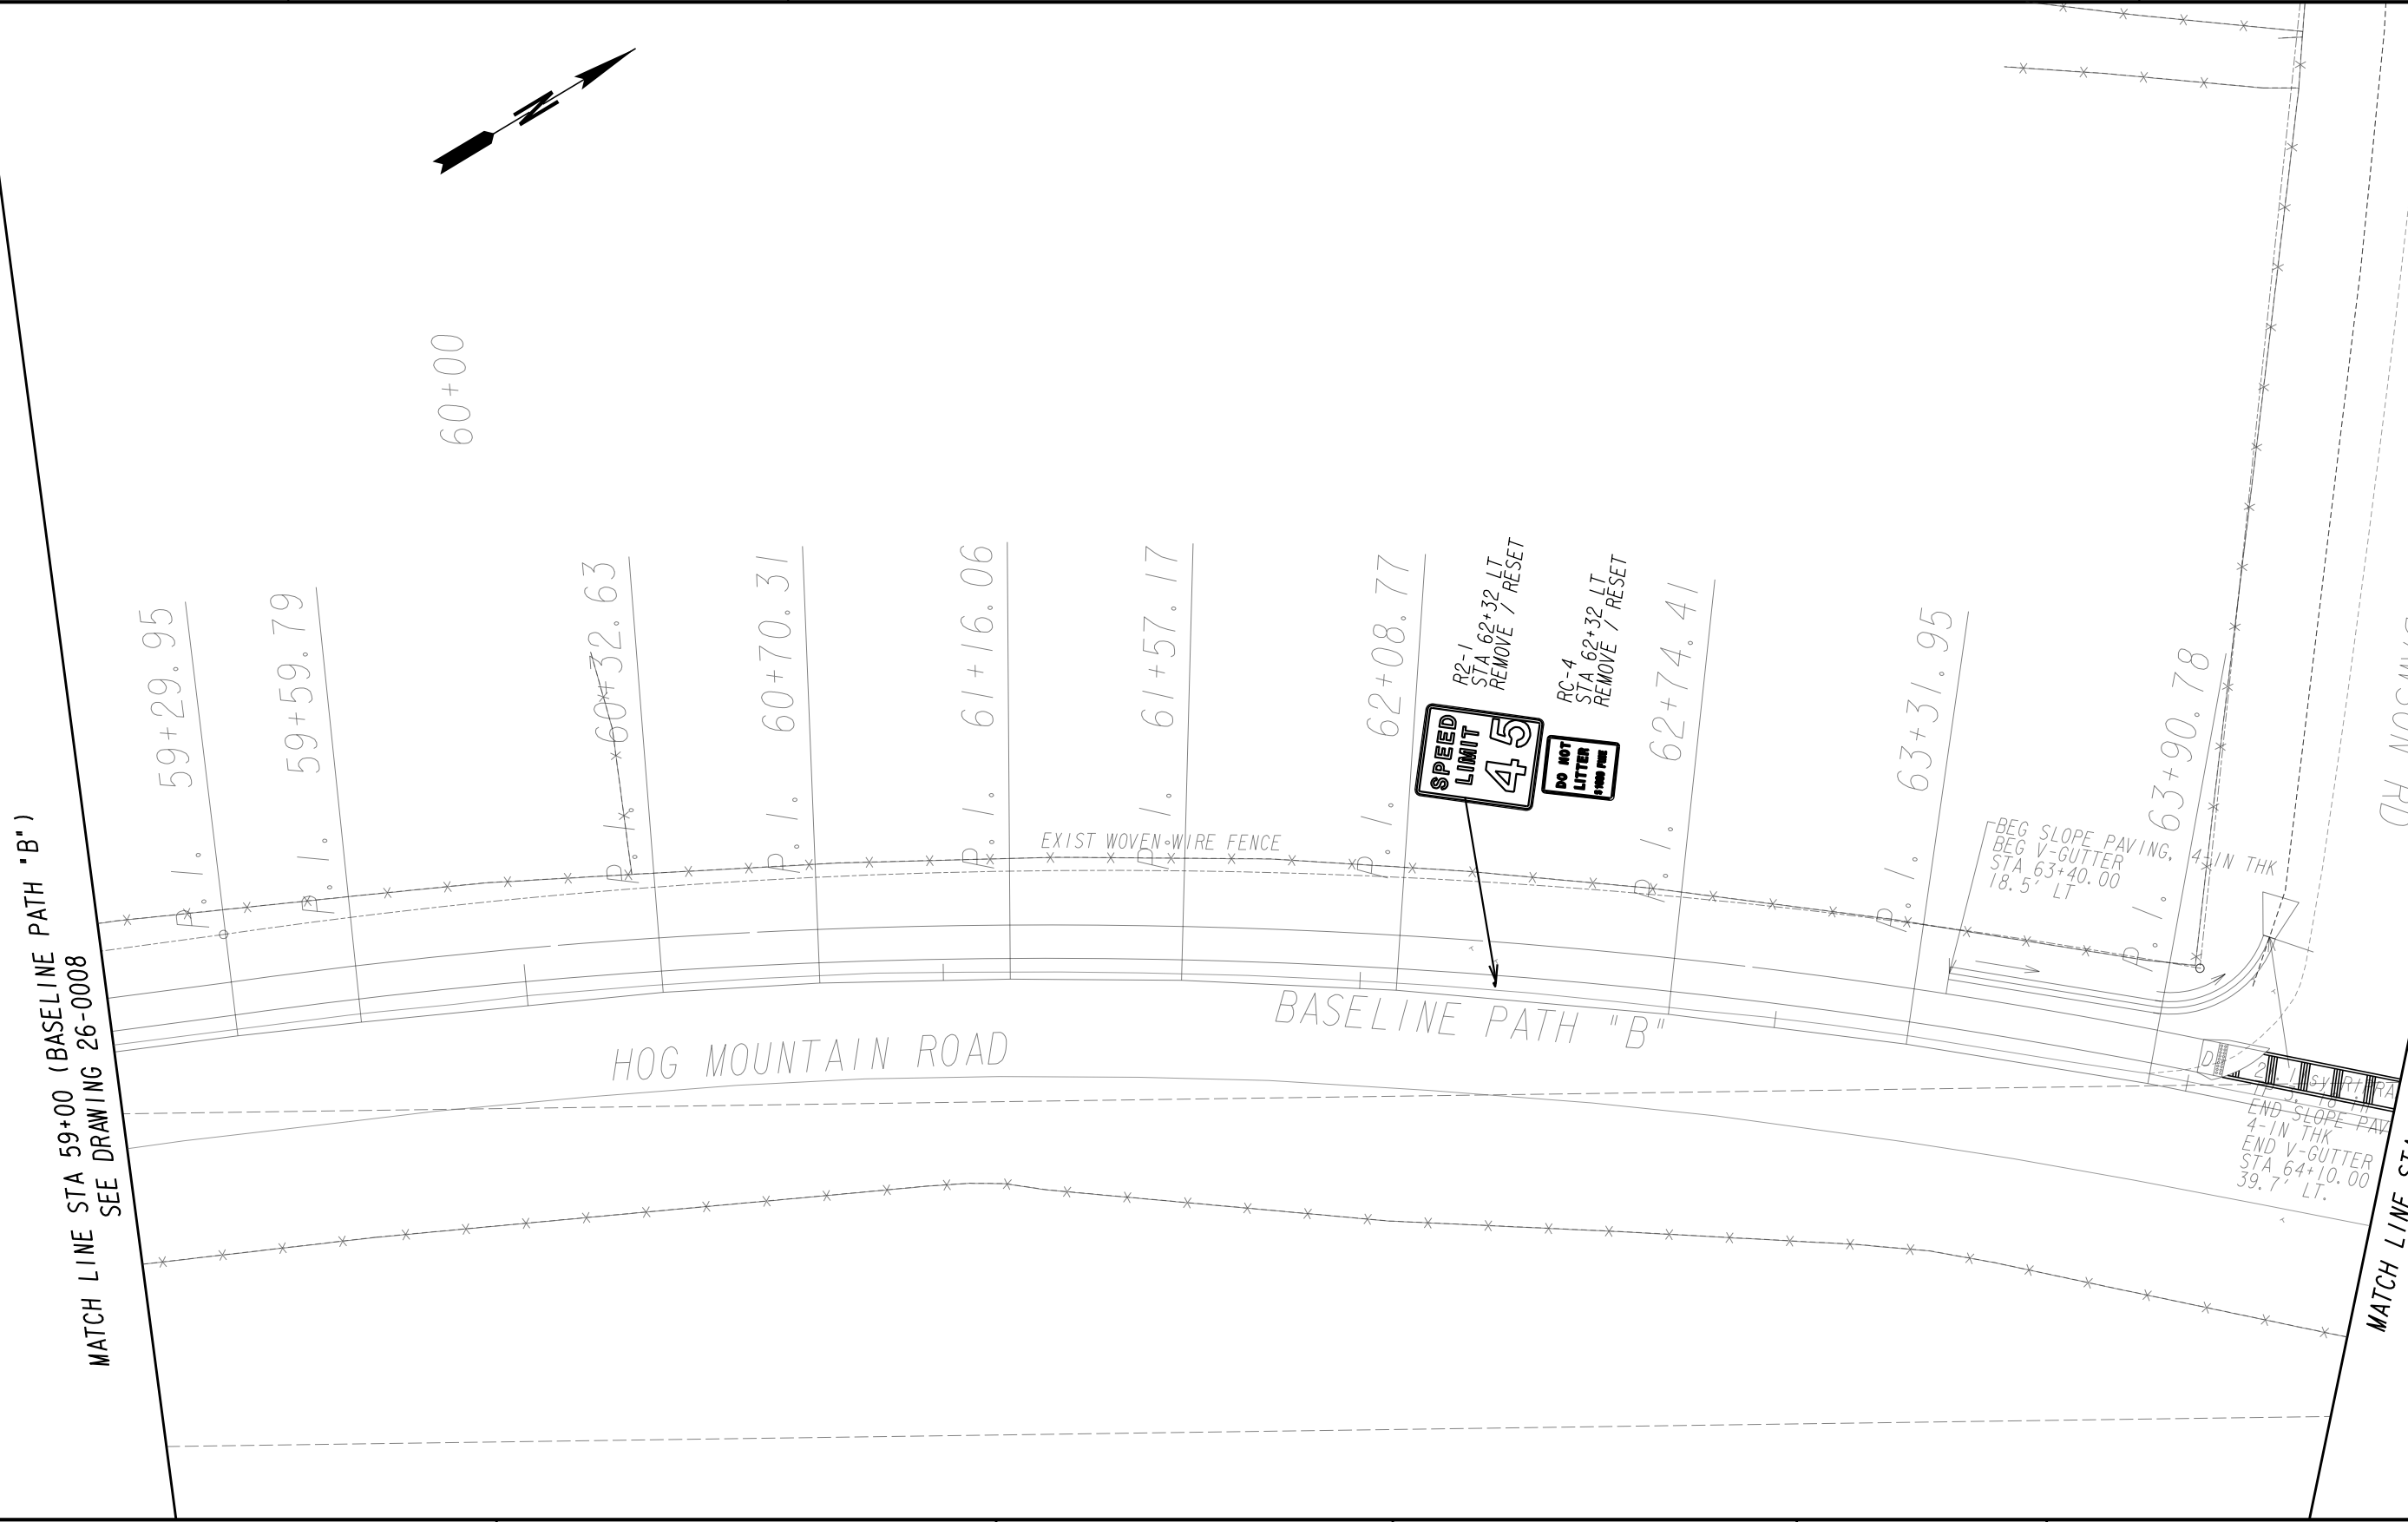 N
60+00
MATCH LINE STA 59+00 (BASELINE PATH "B")
SEE DRAWING 26-0008
P.I. 59+29.95
P.I. 59+59.79
P.I. 60+32.63
P.I. 60+70.31
P.I. 61+16.06
P.I. 61+57.17
P.I. 62+08.77
R2-1
STA 62+32 LT
REMOVE / RESET
SPEED
LIMIT
45
RC-4
STA 62+32 LT
REMOVE / RESET
DO NOT
LITTER
P.I. 62+74.41
P.I. 63+31.95
P.I. 63+90.78
EXIST WOVEN WIRE FENCE
BEG SLOPE PAVING, 4-IN THK
BEG V-GUTTER
STA 63+40.00
18.5' LT
HOG MOUNTAIN ROAD
BASELINE PATH "B"
D
END SLOPE PAV
4-IN THK
END V-GUTTER
STA 64+10.00
39.7' LT.
MATCH LINE STA